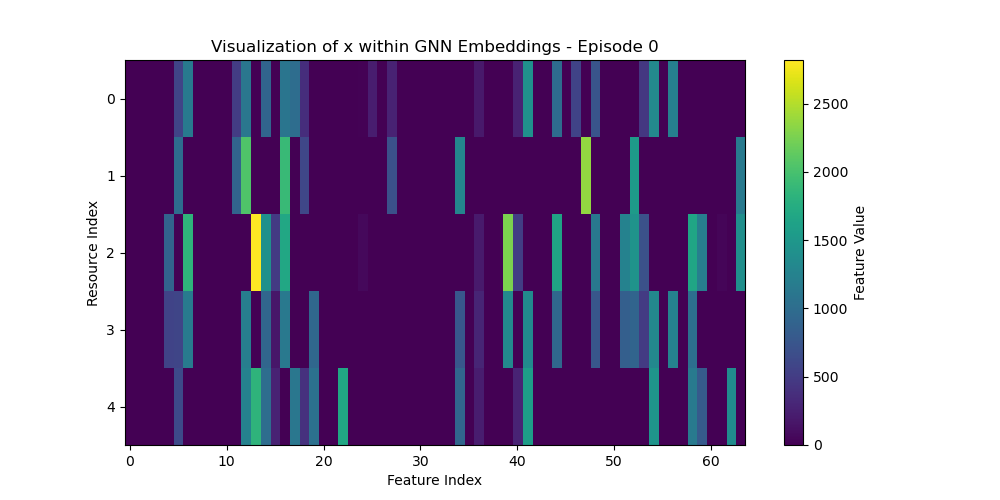 Visualization of x within GNN Embeddings - Episode 0
Resource Index
0
1
2
3
4
0 10 20 30 40 50 60
Feature Index
2500
2000
1500
1000
500
0
Feature Value